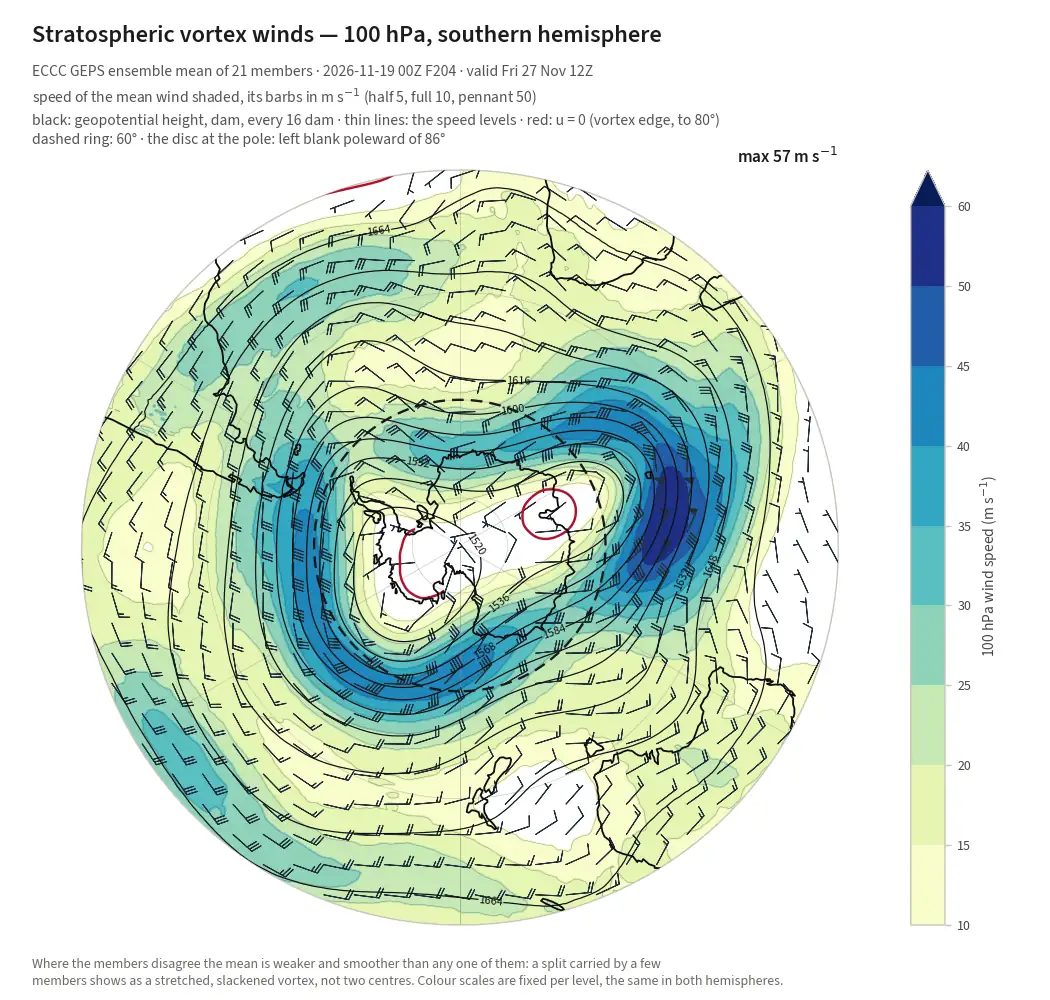 Stratospheric vortex winds — 100 hPa, southern hemisphere
ECCC GEPS ensemble mean of 21 members · 2026-11-19 00Z F204 · valid Fri 27 Nov 12Z
speed of the mean wind shaded, its barbs in m s⁻¹ (half 5, full 10, pennant 50)
black: geopotential height, dam, every 16 dam · thin lines: the speed levels · red: u = 0 (vortex edge, to 80°)
dashed ring: 60° · the disc at the pole: left blank poleward of 86°
max 57 m s⁻¹
1664
1616
1600
1552
1520
1536
1584
1568
1632
1648
1664
60
50
45
40
35
30
25
20
15
10
100 hPa wind speed (m s⁻¹)
Where the members disagree the mean is weaker and smoother than any one of them: a split carried by a few
members shows as a stretched, slackened vortex, not two centres. Colour scales are fixed per level, the same in both hemispheres.